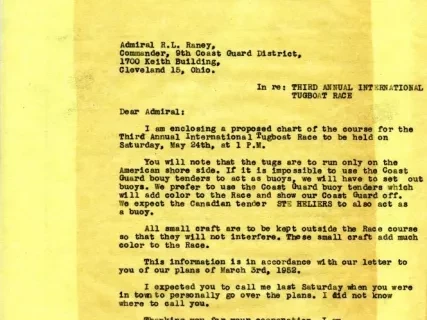 Admiral R.L. Raney,
Commander, 9th Coast Guard District,
1700 Keith Building,
Cleveland 15, Ohio.
In re: THIRD ANNUAL INTERNATIONAL
TUGBOAT RACE
Dear Admiral:
I am enclosing a proposed chart of the course for the
Third Annual International Tugboat Race to be held on
Saturday, May 24th, at 1 P.M.
You will note that the tugs are to run only on the
American shore side. If it is impossible to use the Coast
Guard bouy tenders to act as buoys, we will have to set out
buoys. We prefer to use the Coast Guard buoy tenders which
will add color to the Race and show our Coast Guard off.
We expect the Canadian tender STE HELIERS to also act as
a buoy.
All small craft are to be kept outside the Race course
so that they will not interfere. These small craft add much
color to the Race.
This information is in accordance with our letter to
you of our plans of March 3rd, 1952.
I expected you to call me last Saturday when you were
in town to personally go over the plans. I did not know
where to call you.
Thanking you for your cooperation, I am